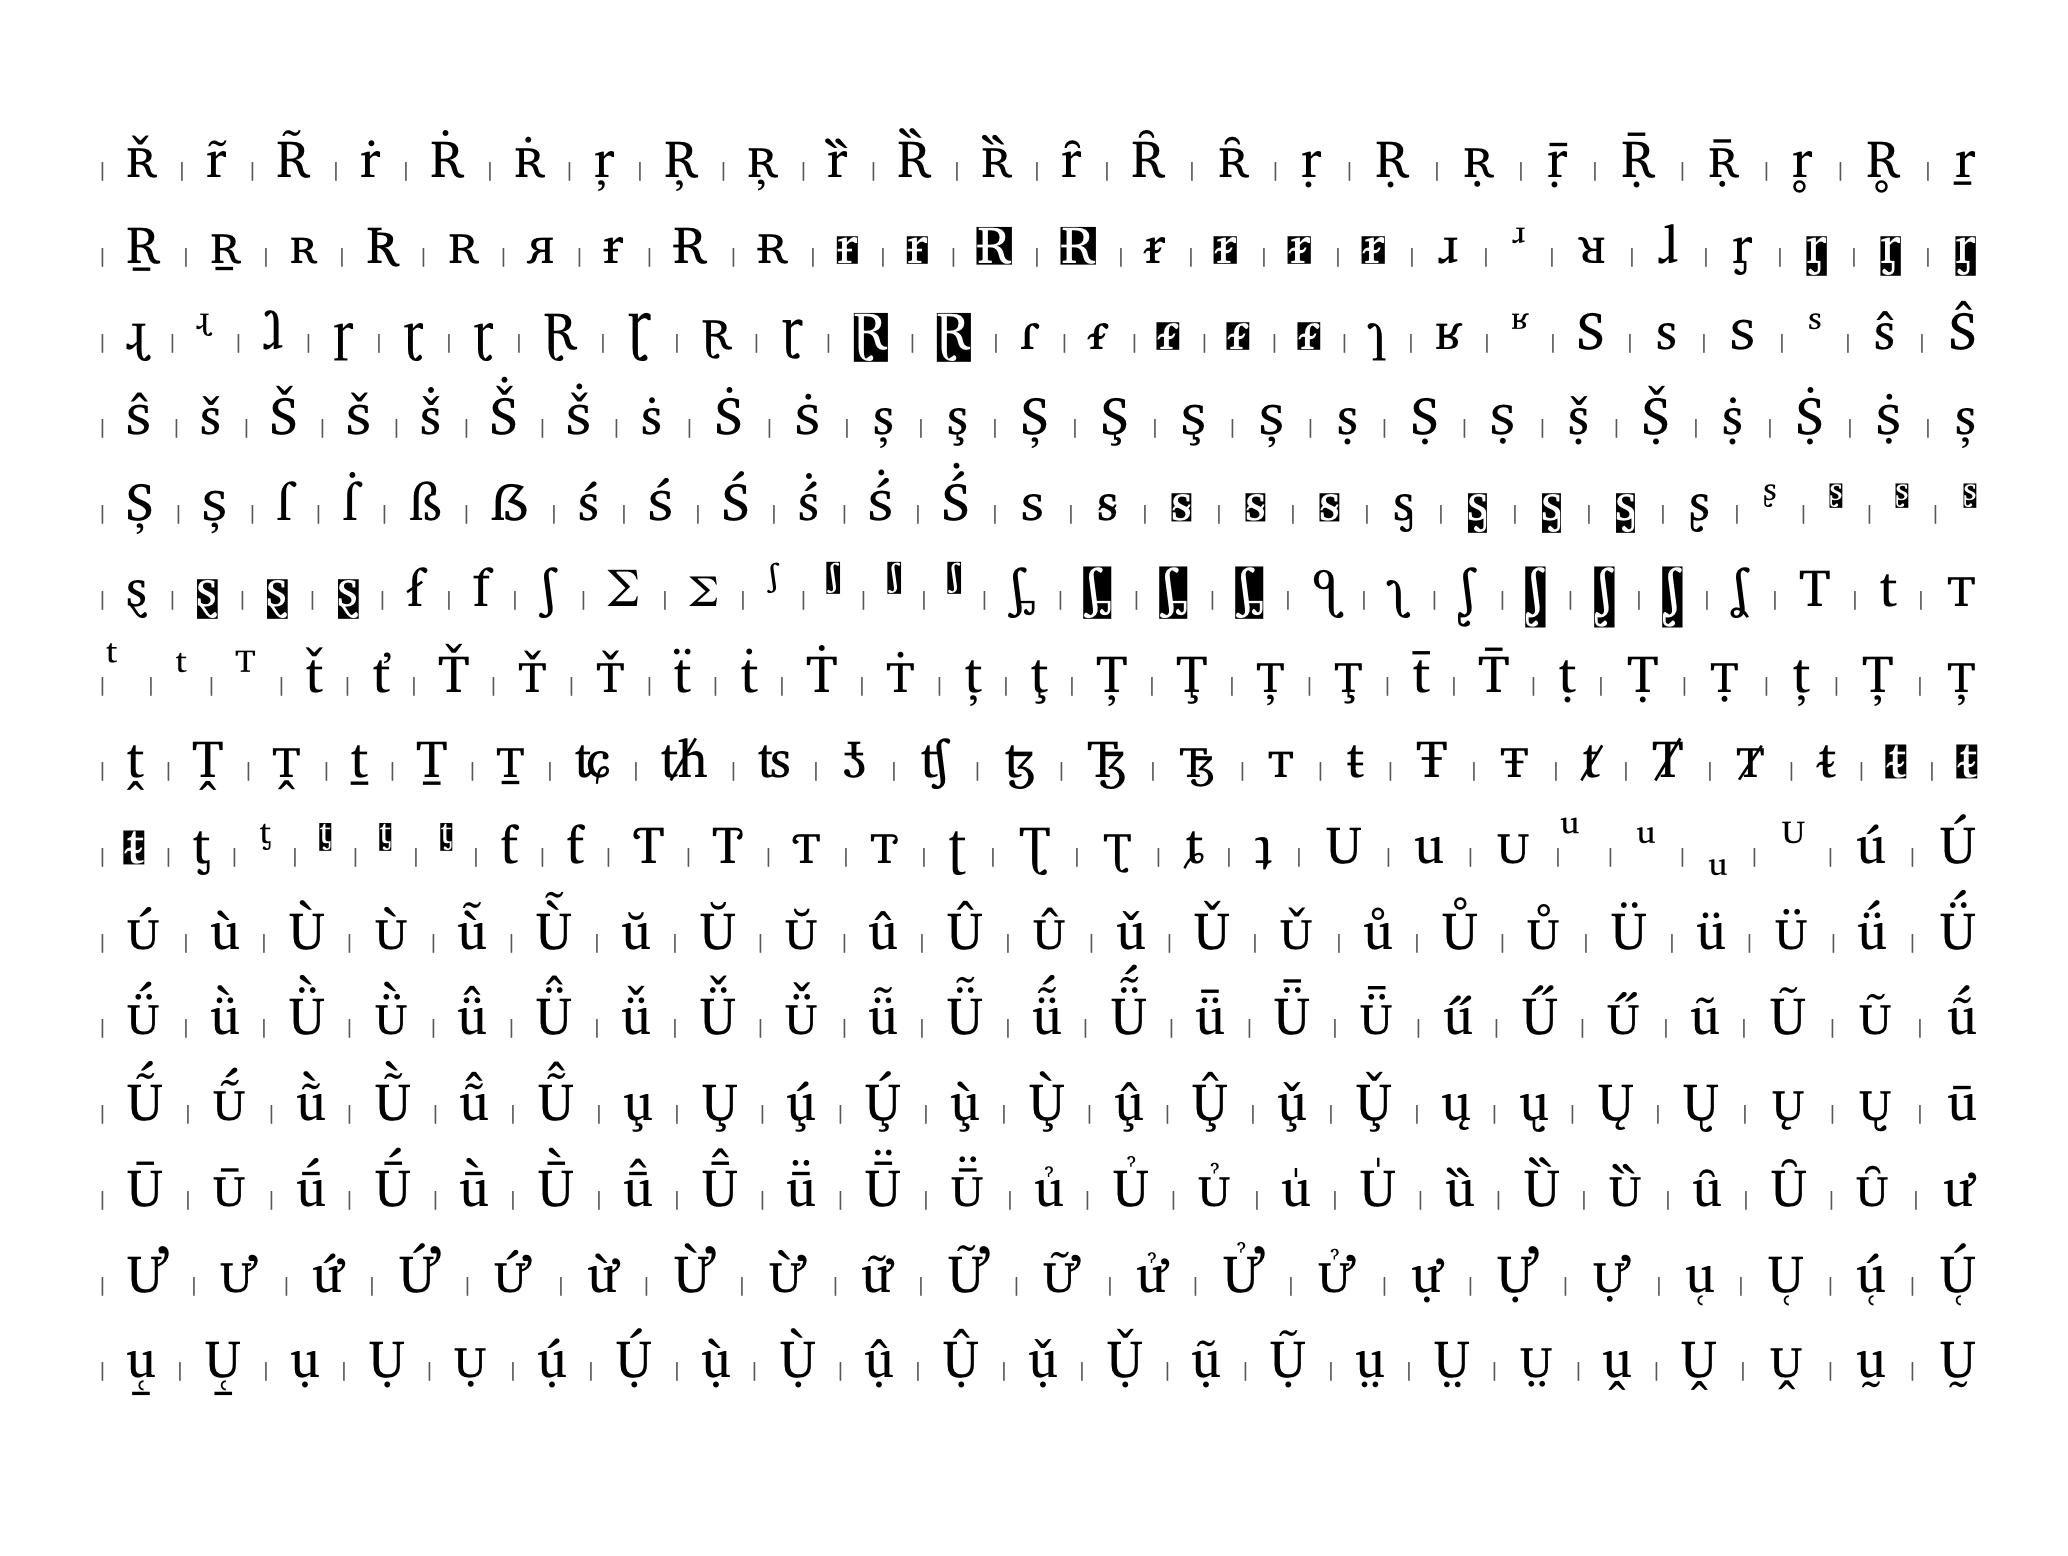 ˌ ʀ̌ ˌ r̃ ˌ R̃ ˌ ṙ ˌ Ṙ ˌ ʀ̇ ˌ ŗ ˌ Ŗ ˌ ʀ̦ ˌ ȑ ˌ Ȑ ˌ ʀ̏ ˌ ȓ ˌ Ȓ ˌ ʀ̑ ˌ ṛ ˌ Ṛ ˌ ʀ̣ ˌ ṝ ˌ Ṝ ˌ ʀ̣̄ ˌ r̥ ˌ R̥ ˌ ṟ
ˌ Ṟ ˌ ʀ̱ ˌ ʀ ˌ Ʀ ˌ ʀ ˌ ᴙ ˌ ɍ ˌ Ɍ ˌ ʀ̵ ˌ ɍ ˌ ɍ ˌ Ɍ ˌ Ɍ ˌ ᵲ ˌ ᵲ ˌ ᵲ ˌ ᵲ ˌ ɹ ˌ ʴ ˌ ᴚ ˌ ɺ ˌ ᶉ ˌ ᶉ ˌ ᶉ ˌ ᶉ
ˌ ɻ ˌ ʵ ˌ ɺ ˌ ɼ ˌ ɽ ˌ ɽ ˌ Ɽ ˌ ɽ ˌ ʀ̢ ˌ ɽ ˌ Ɽ ˌ Ɽ ˌ ɾ ˌ ᵳ ˌ ᵳ ˌ ᵳ ˌ ᵳ ˌ ɿ ˌ ʁ ˌ ʶ ˌ S ˌ s ˌ ꜱ ˌ ˢ ˌ ŝ ˌ Ŝ
ˌ ꜱ̂ ˌ š ˌ Š ˌ ꜱ̌ ˌ ṧ ˌ Ṧ ˌ ꜱ̌̇ ˌ ṡ ˌ Ṡ ˌ ꜱ̇ ˌ ș ˌ ş ˌ Ș ˌ Ş ˌ ꜱ̧ ˌ ꜱ̦ ˌ ṣ ˌ Ṣ ˌ ꜱ̣ ˌ ṣ̌ ˌ Ṣ̌ ˌ ṩ ˌ Ṩ ˌ ꜱ̣̇ ˌ ș
ˌ Ș ˌ ꜱ̦ ˌ ſ ˌ ẛ ˌ ß ˌ ẞ ˌ ś ˌ ꜱ́ ˌ Ś ˌ ṥ ˌ ꜱ́̇ ˌ Ṥ ˌ s ˌ ᵴ ˌ ᵴ ˌ ᵴ ˌ ᵴ ˌ ᶊ ˌ ᶊ ˌ ᶊ ˌ ᶊ ˌ ʂ ˌ ᶳ ˌ ᶳ ˌ ᶳ ˌ ᶳ
ˌ ȿ ˌ ȿ ˌ ȿ ˌ ȿ ˌ ẜ ˌ f ˌ ʃ ˌ Ʃ ˌ ∑ ˌ ᶴ ˌ ᶴ ˌ ᶴ ˌ ᶴ ˌ ᶋ ˌ ᶋ ˌ ᶋ ˌ ᶋ ˌ ƪ ˌ ʅ ˌ ᶘ ˌ ᶘ ˌ ᶘ ˌ ᶘ ˌ ʆ ˌ T ˌ t ˌ ᴛ
ˌ ᵗ ˌ ᵗ ˌ ᵀ ˌ t̆ ˌ ť ˌ Ť ˌ ᴛ̌ ˌ ᴛ̌ ˌ ẗ ˌ ṫ ˌ Ṫ ˌ ᴛ̇ ˌ ț ˌ ţ ˌ Ț ˌ Ţ ˌ ᴛ̦ ˌ ᴛ̧ ˌ t̄ ˌ T̄ ˌ ṭ ˌ Ṭ ˌ ᴛ̣ ˌ ț ˌ Ț ˌ ᴛ̦
ˌ ṱ ˌ Ṱ ˌ ᴛ̭ ˌ ṯ ˌ Ṯ ˌ ᴛ̱ ˌ ʨ ˌ ᵺ ˌ ʦ ˌ ƾ ˌ ʧ ˌ ꜩ ˌ Ꜩ ˌ ꜩ ˌ ᴛ ˌ ŧ ˌ Ŧ ˌ ᴛ̵ ˌ ⱦ ˌ Ⱦ ˌ ᴛ̸ ˌ ᵵ ˌ ᵵ ˌ ᵵ
ˌ ᵵ ˌ ƫ ˌ ᶵ ˌ ᶵ ˌ ᶵ ˌ ᶵ ˌ ƭ ˌ ƭ ˌ Ƭ ˌ Ƭ ˌ ᴛ ˌ ᴛ ˌ ʈ ˌ Ʈ ˌ ᴛ̢ ˌ ȶ ˌ ʇ ˌ U ˌ u ˌ ᴜ ˌ ᵘ ˌ ᵘ ˌ ᵤ ˌ ᵁ ˌ ú ˌ Ú
ˌ ᴜ́ ˌ ù ˌ Ù ˌ ᴜ̀ ˌ ù̃ ˌ Ù̃ ˌ ŭ ˌ Ŭ ˌ ᴜ̆ ˌ û ˌ Û ˌ ᴜ̂ ˌ ǔ ˌ Ǔ ˌ ᴜ̌ ˌ ů ˌ Ů ˌ ᴜ̊ ˌ Ü ˌ ü ˌ ᴜ̈ ˌ ǘ ˌ Ǘ
ˌ ᴜ̈́ ˌ ǜ ˌ Ǜ ˌ ᴜ̈̀ ˌ ü̂ ˌ Ü̂ ˌ ǚ ˌ Ǚ ˌ ᴜ̈̌ ˌ ü̃ ˌ Ü̃ ˌ ü̃́ ˌ Ü̃́ ˌ ǖ ˌ Ǖ ˌ ᴜ̈̄ ˌ ű ˌ Ű ˌ ᴜ̋ ˌ ũ ˌ Ũ ˌ ᴜ̃ ˌ ṹ
ˌ Ṹ ˌ ᴜ̃́ ˌ ũ̀ ˌ Ũ̀ ˌ ũ̂ ˌ Ũ̂ ˌ u̧ ˌ U̧ ˌ ú̧ ˌ Ú̧ ˌ ù̧ ˌ Ù̧ ˌ û̧ ˌ Û̧ ˌ ǔ̧ ˌ Ǔ̧ ˌ ų ˌ ų ˌ Ų ˌ Ų ˌ ᴜ̨ ˌ ᴜ̨ ˌ ū
ˌ Ū ˌ ᴜ̄ ˌ ū́ ˌ Ū́ ˌ ū̀ ˌ Ū̀ ˌ ū̂ ˌ Ū̂ ˌ ṻ ˌ Ṻ ˌ ᴜ̄̈ ˌ ủ ˌ Ủ ˌ ᴜ̉ ˌ u̍ ˌ U̍ ˌ ȕ ˌ Ȕ ˌ ᴜ̏ ˌ ȗ ˌ Ȗ ˌ ᴜ̑ ˌ ư
ˌ Ư ˌ ᴜ̛ ˌ ứ ˌ Ứ ˌ ᴜ̛́ ˌ ừ ˌ Ừ ˌ ᴜ̛̀ ˌ ữ ˌ Ữ ˌ ᴜ̛̃ ˌ ử ˌ Ử ˌ ᴜ̛̉ ˌ ự ˌ Ự ˌ ᴜ̛̣ ˌ u̜ ˌ U̜ ˌ ú̜ ˌ Ú̜
ˌ u̜̱ ˌ U̜̱ ˌ ụ ˌ Ụ ˌ ᴜ̣ ˌ ụ́ ˌ Ụ́ ˌ ụ̀ ˌ Ụ̀ ˌ ụ̂ ˌ Ụ̂ ˌ ụ̌ ˌ Ụ̌ ˌ ụ̃ ˌ Ụ̃ ˌ ṳ ˌ Ṳ ˌ ᴜ̤ ˌ ṷ ˌ Ṷ ˌ ᴜ̭ ˌ ṵ ˌ Ṵ